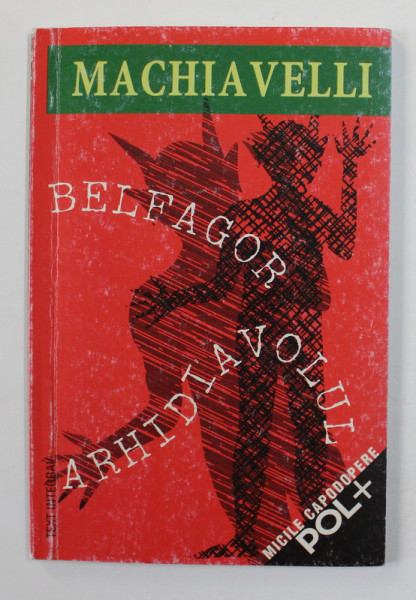 MACHIAVELLI
BELFAGOR
ARHIDIAVOLUL
TEXT INTEGRAL
MICILE CAPODOPERE
POL+